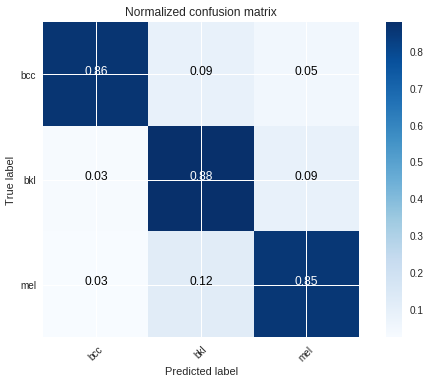 Normalized confusion matrix
bcc 0.86 0.09 0.05
bkl 0.03 0.88 0.09
mel 0.03 0.12 0.85
bcc bkl mel
True label
Predicted label
0.8
0.7
0.6
0.5
0.4
0.3
0.2
0.1